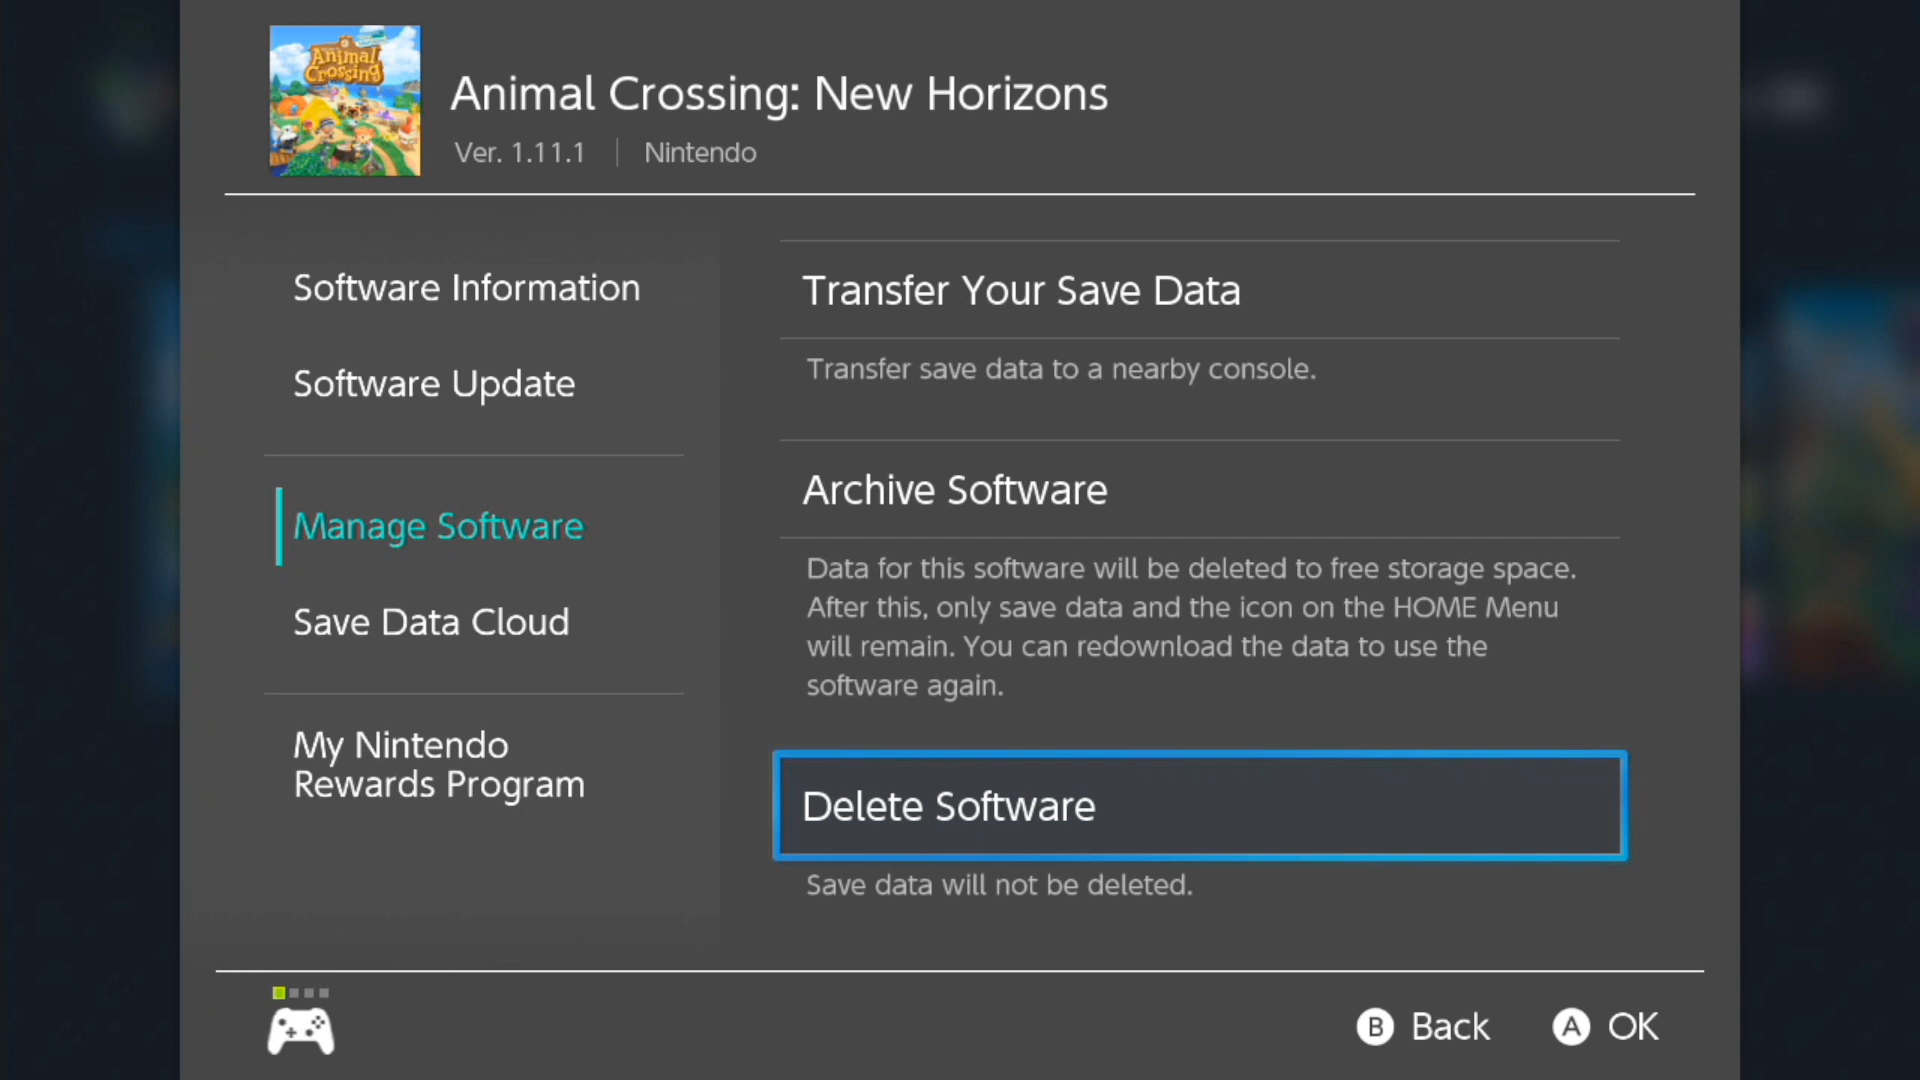 Animal Crossing
Animal Crossing: New Horizons
Ver. 1.11.1
Nintendo
Software Information
Software Update
Manage Software
Save Data Cloud
My Nintendo
Rewards Program
Transfer Your Save Data
Transfer save data to a nearby console.
Archive Software
Data for this software will be deleted to free storage space.
After this, only save data and the icon on the HOME Menu
will remain. You can redownload the data to use the
software again.
Delete Software
Save data will not be deleted.
B Back
A OK